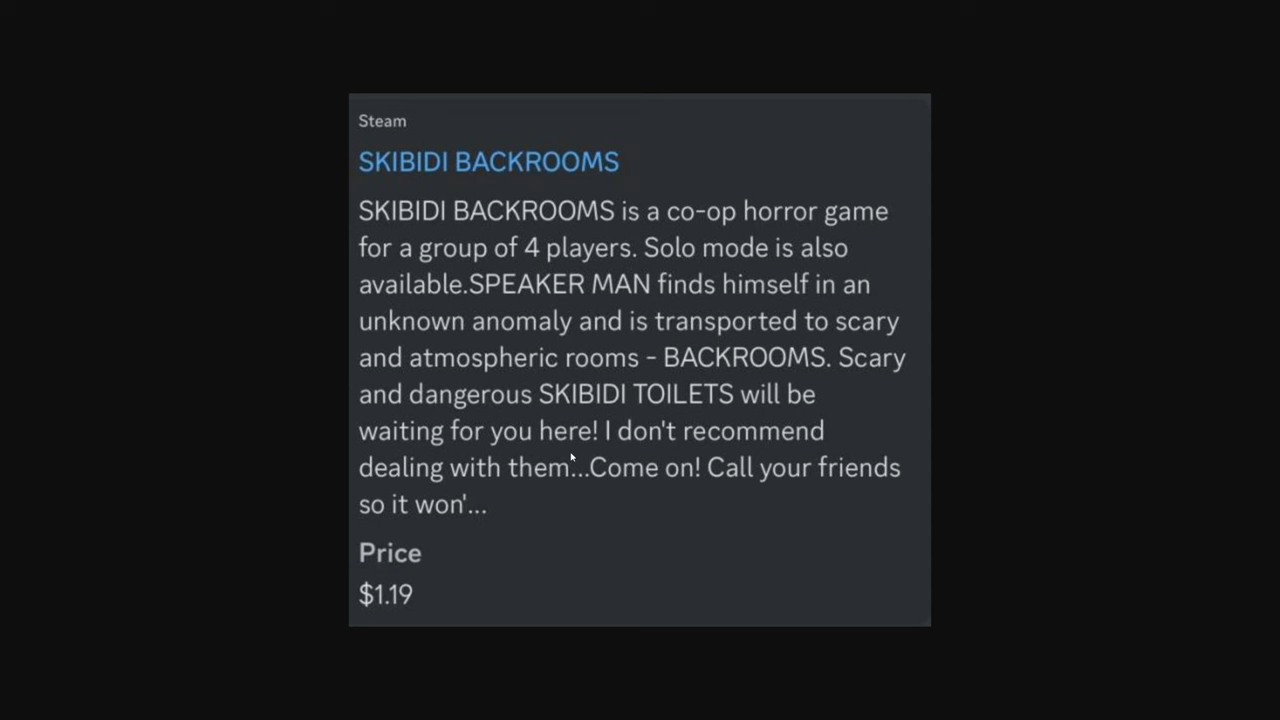 Steam
SKIBIDI BACKROOMS
SKIBIDI BACKROOMS is a co-op horror game
for a group of 4 players. Solo mode is also
available.SPEAKER MAN finds himself in an
unknown anomaly and is transported to scary
and atmospheric rooms - BACKROOMS. Scary
and dangerous SKIBIDI TOILETS will be
waiting for you here! I don't recommend
dealing with them...Come on! Call your friends
so it won'...
Price
$1.19